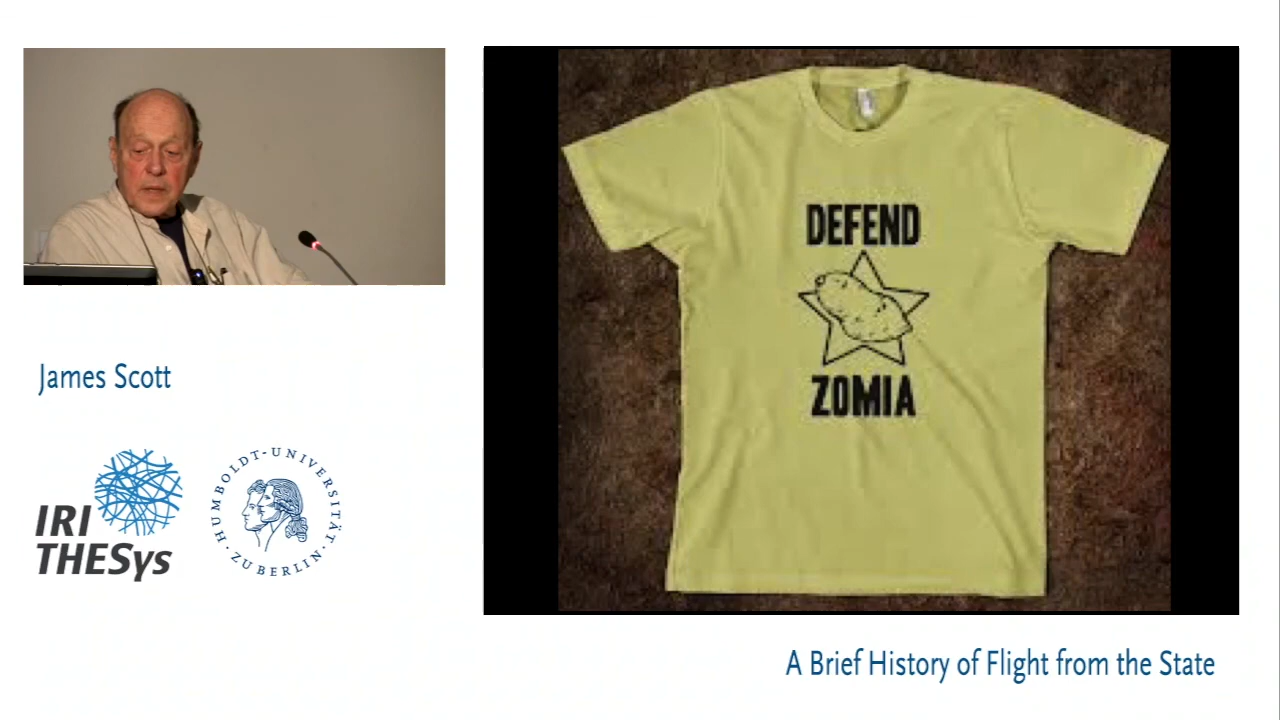 DEFEND
ZOMIA
James Scott
IRI
THESys
HUMBOLDT-UNIVERSITÄT
ZU BERLIN
A Brief History of Flight from the State